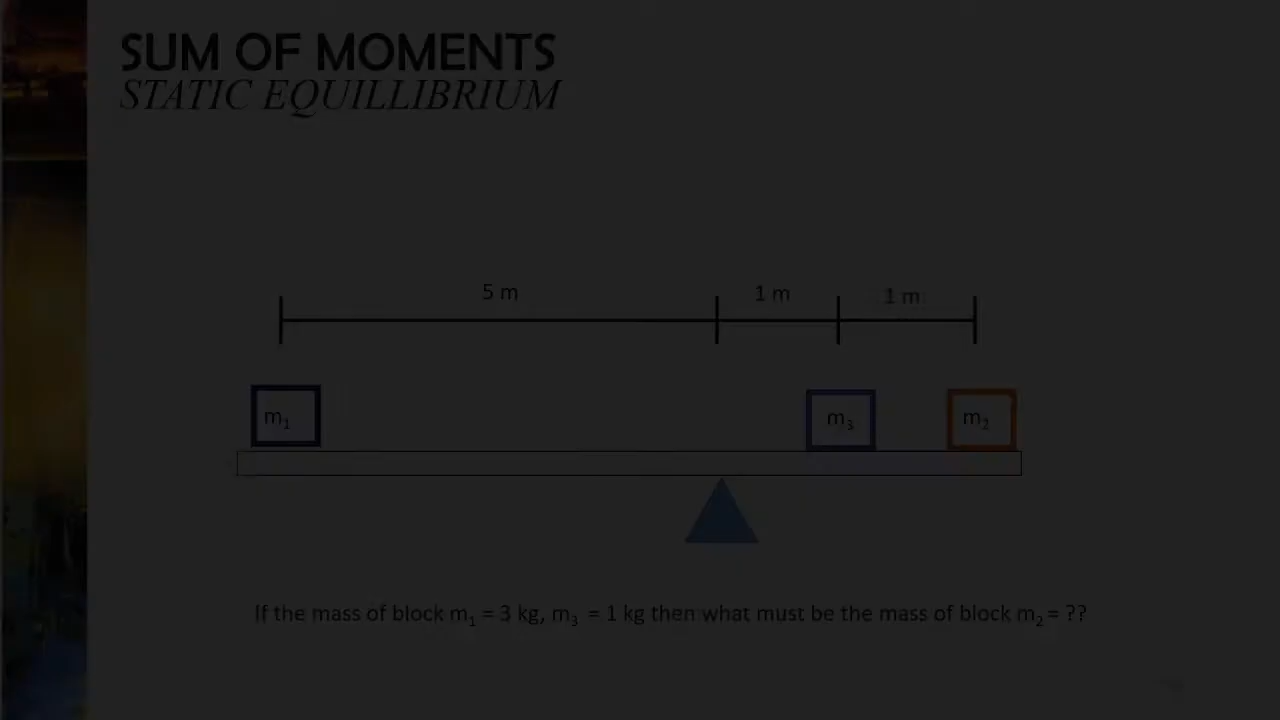 SUM OF MOMENTS
STATIC EQUILLIBRIUM
5 m
1 m
1 m
m₁
m₃
m₂
If the mass of block m₁ = 3 kg, m₃ = 1 kg then what must be the mass of block m₂ = ??